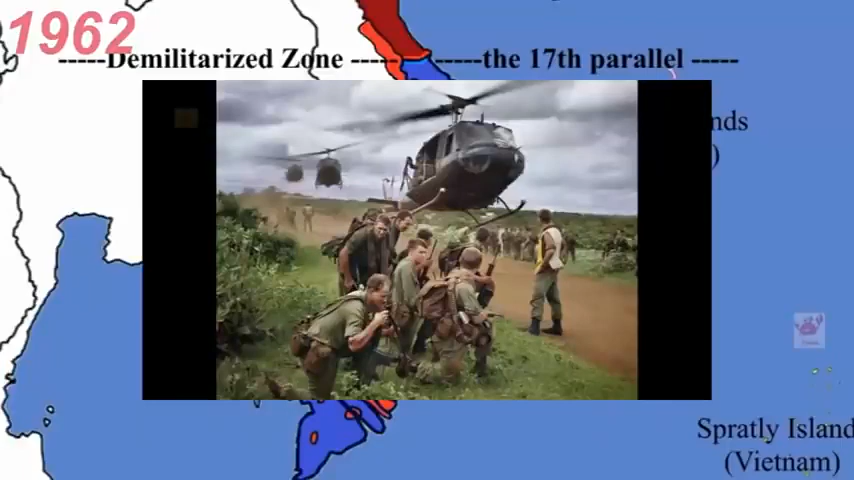 1962
-----Demilitarized Zone ----------the 17th parallel -----
nds
)
Spratly Island
(Vietnam)